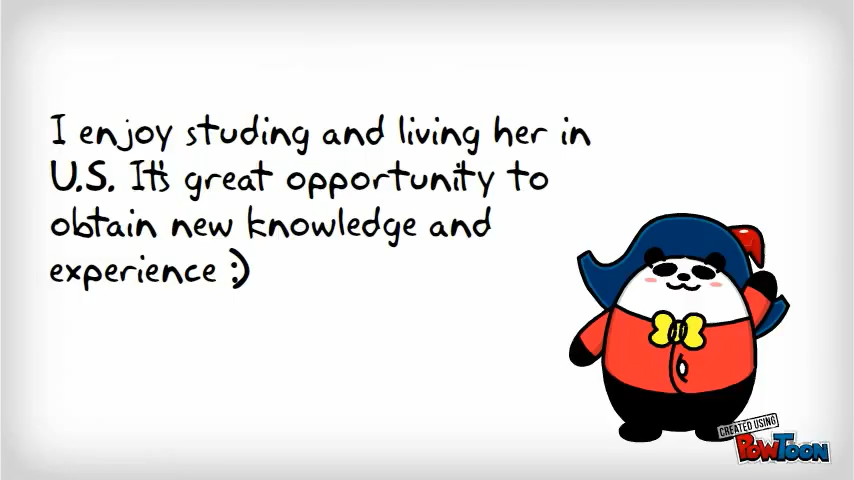 I enjoy studing and living her in
U.S. It's great opportunity to
obtain new knowledge and
experience :)
CREATED USING
POWTOON